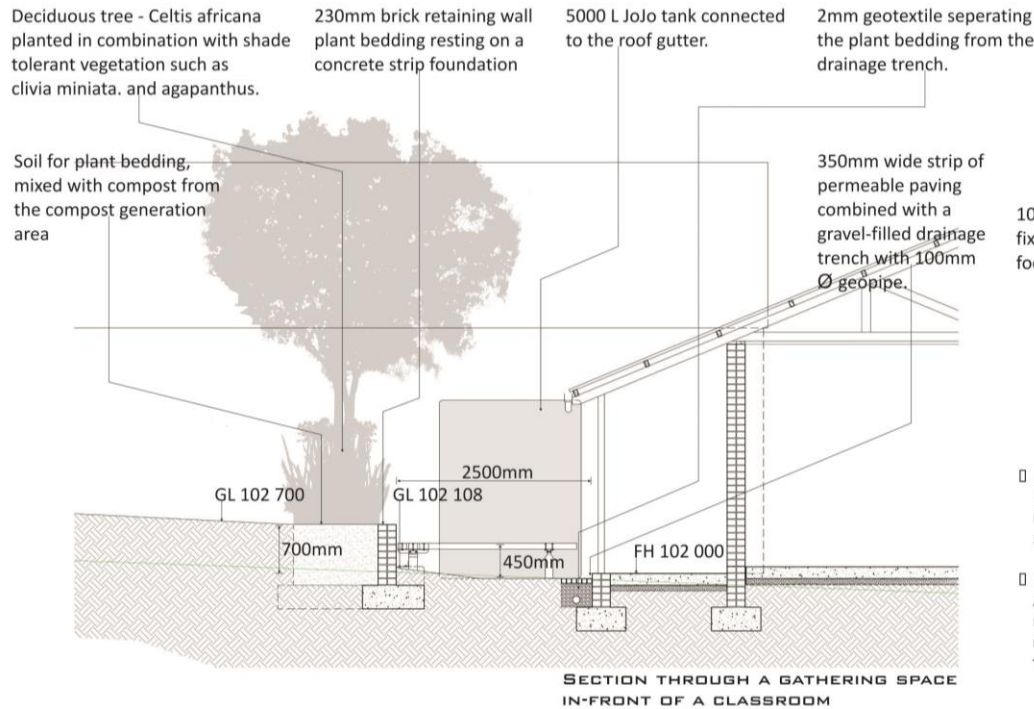 Deciduous tree - Celtis africana
planted in combination with shade
tolerant vegetation such as
clivia miniata. and agapanthus.
230mm brick retaining wall
plant bedding resting on a
concrete strip foundation
5000 L JoJo tank connected
to the roof gutter.
2mm geotextile seperating
the plant bedding from the
drainage trench.
Soil for plant bedding,
mixed with compost from
the compost generation
area
350mm wide strip of
permeable paving
combined with a
gravel-filled drainage
trench with 100mm
Ø geopipe.
10
fix
foo
2500mm
GL 102 700
GL 102 108
700mm
450mm
FH 102 000
SECTION THROUGH A GATHERING SPACE
IN-FRONT OF A CLASSROOM